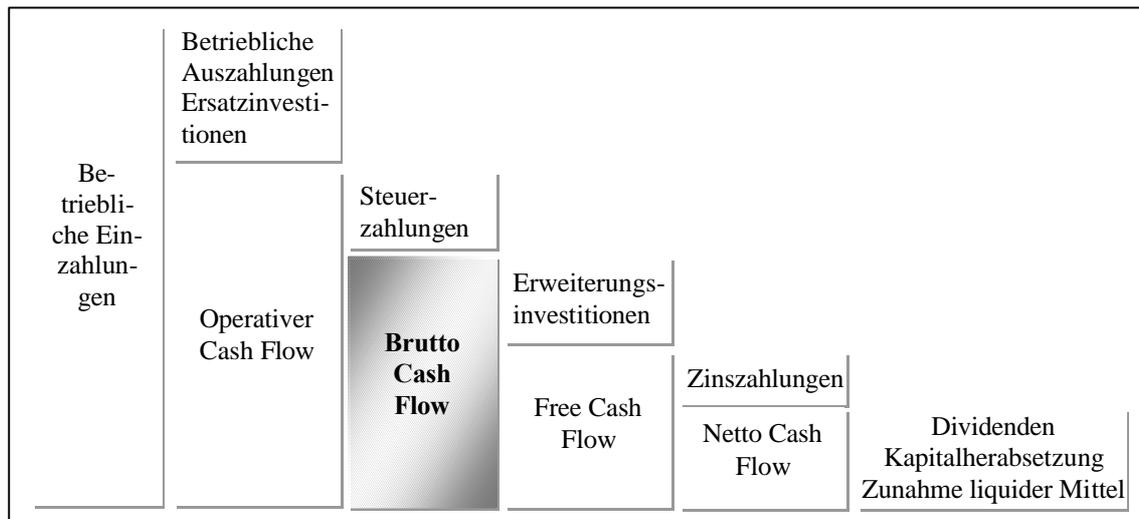 Be-
triebli-
che Ein-
zahlun-
gen
Betriebliche
Auszahlungen
Ersatzinvesti-
tionen
Operativer
Cash Flow
Steuer-
zahlungen
Brutto
Cash
Flow
Erweiterungs-
investitionen
Free Cash
Flow
Zinszahlungen
Netto Cash
Flow
Dividenden
Kapitalherabsetzung
Zunahme liquider Mittel